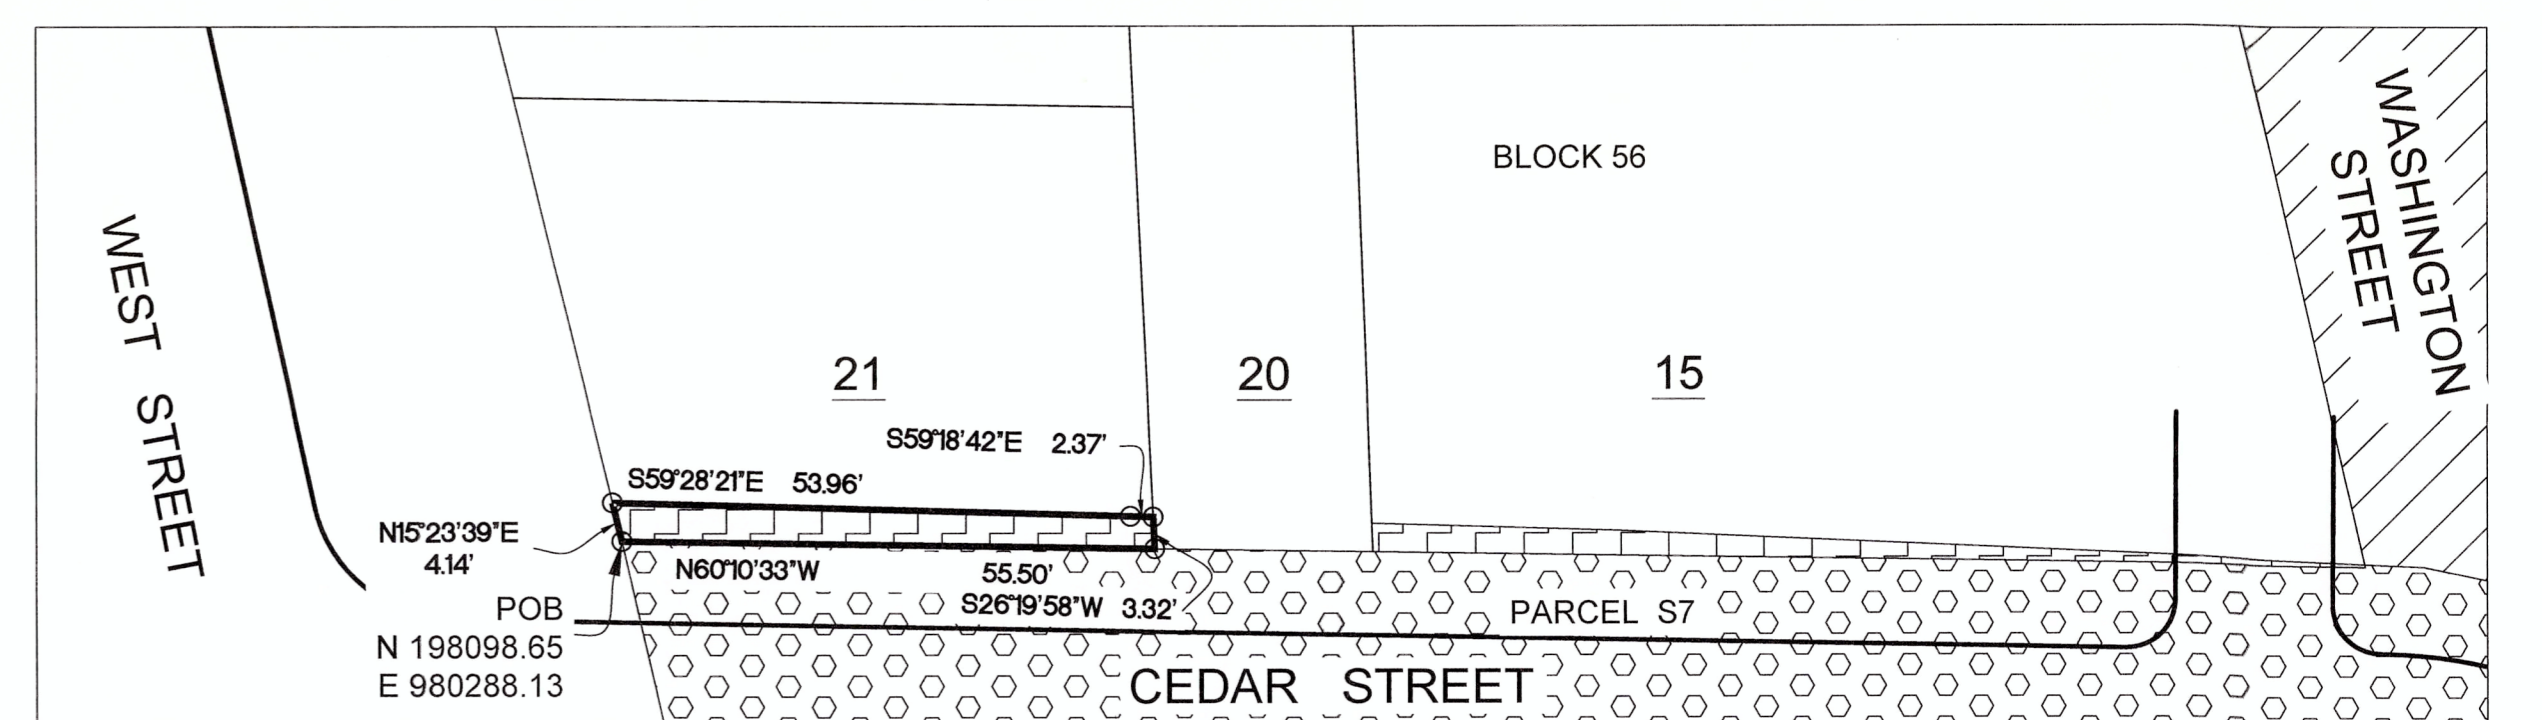 WASHINGTON
STREET
BLOCK 56
WEST STREET
21
20
15
S59°18'42"E 2.37'
S59°28'21"E 53.96'
N15°23'39"E
4.14'
N60°10'33"W 55.50'
S26°19'58"W 3.32'
POB
N 198098.65
E 980288.13
PARCEL S7
CEDAR STREET